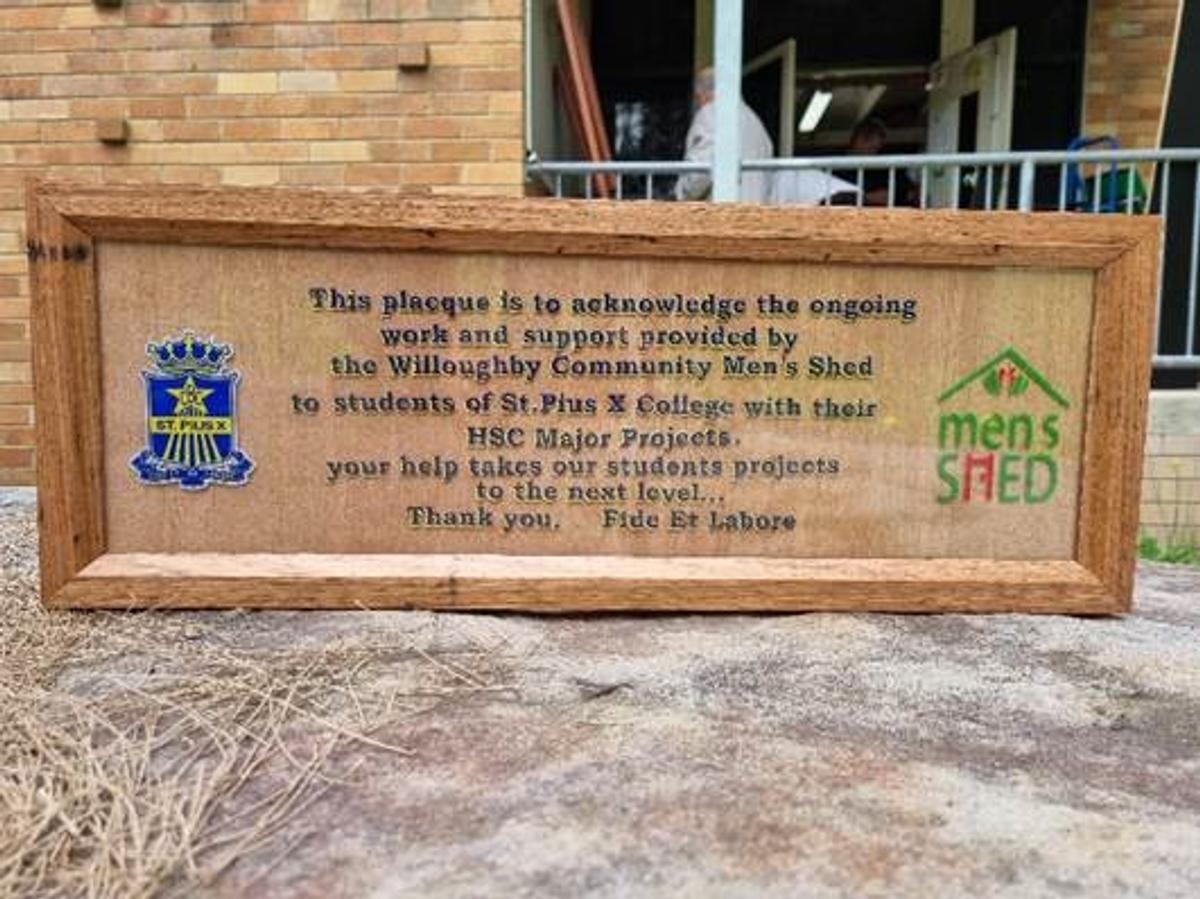 This placque is to acknowledge the ongoing
work and support provided by
the Willoughby Community Men's Shed
to students of St.Pius X College with their
HSC Major Projects.
your help takes our students projects
to the next level...
Thank you. Fide Et Labore
ST. PIUS X
men's
SHED